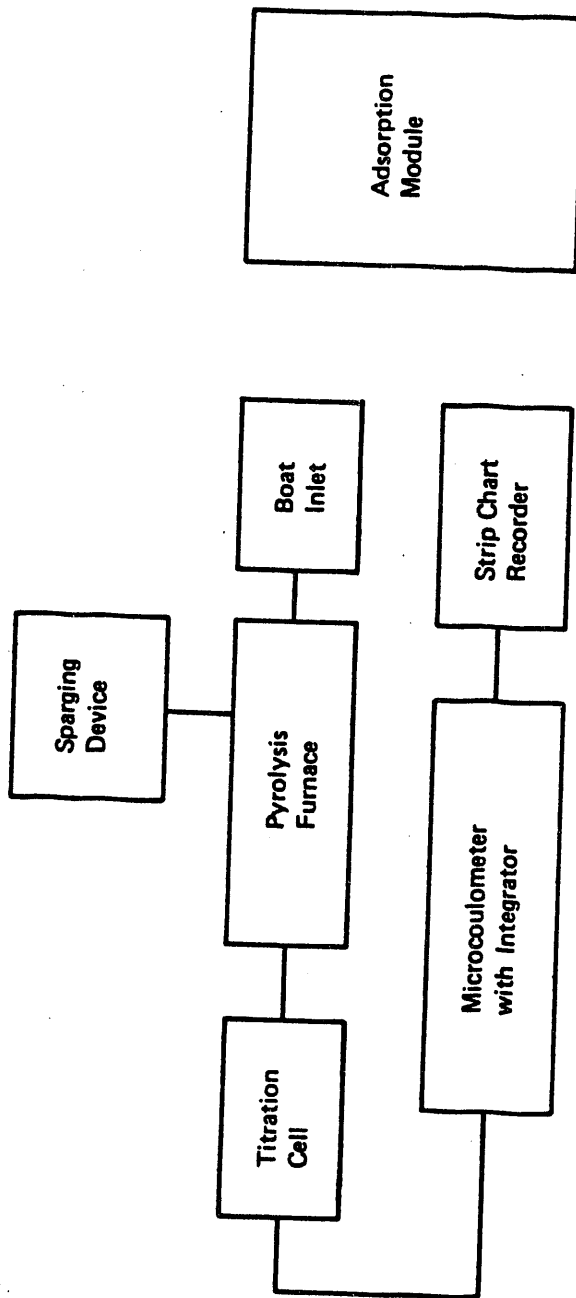 Sparging
Device
Titration
Cell
Pyrolysis
Furnace
Boat
Inlet
Adsorption
Module
Microcoulometer
with Integrator
Strip Chart
Recorder